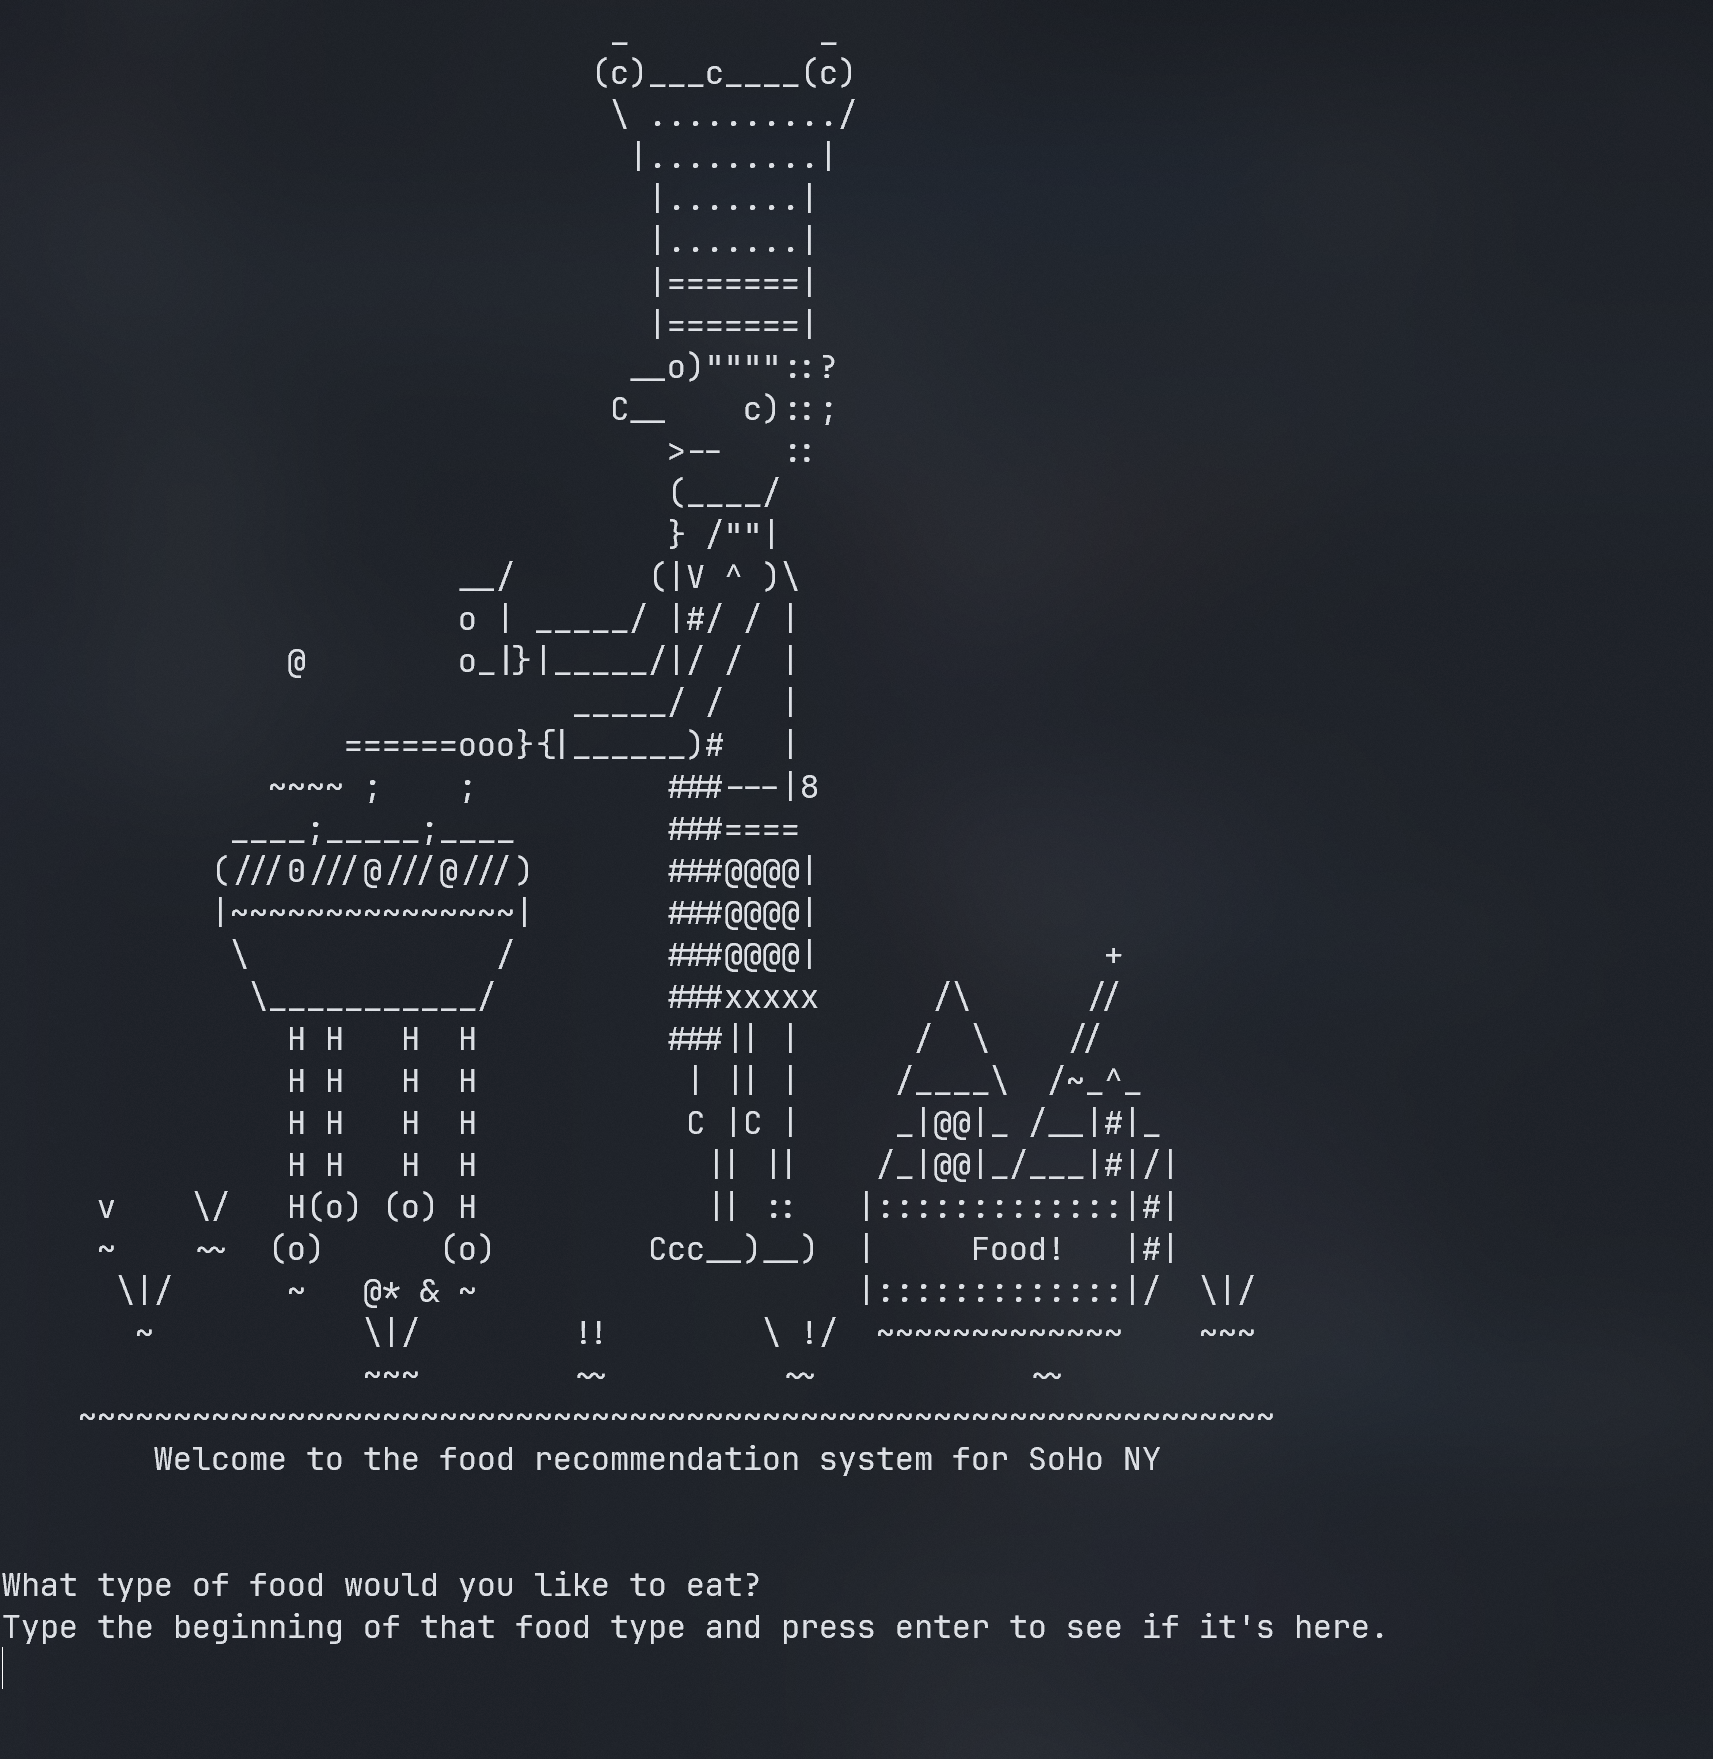 Food!
Welcome to the food recommendation system for SoHo NY
What type of food would you like to eat?
Type the beginning of that food type and press enter to see if it's here.